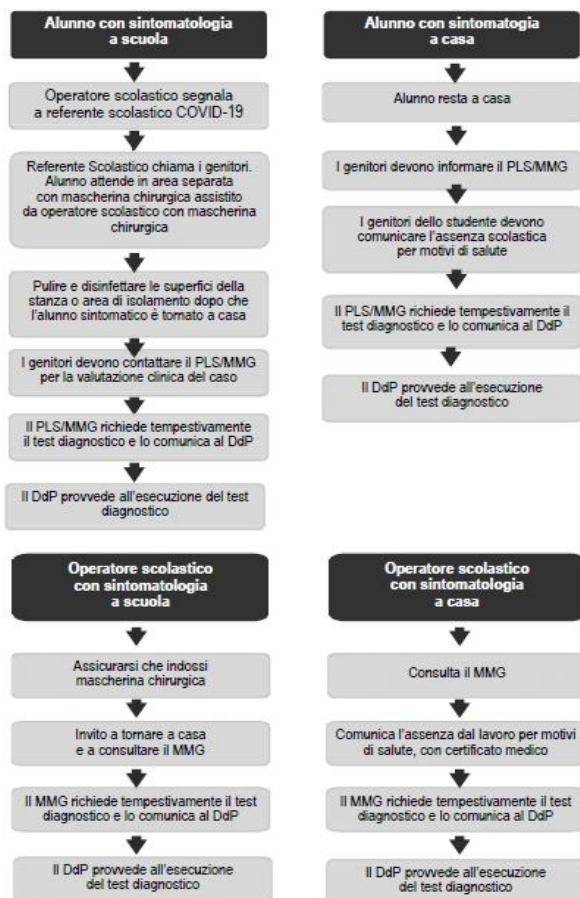 Alunno con sintomatologia
a scuola
Operatore scolastico segnala
a referente scolastico COVID-19
Referente Scolastico chiama i genitori.
Alunno attende in area separata
con mascherina chirurgica assistito
da operatore scolastico con mascherina
chirurgica
Pulire e disinfettare le superfici della
stanza o area di isolamento dopo che
l'alunno sintomatico è tornato a casa
I genitori devono contattare il PLS/MMG
per la valutazione clinica del caso
Il PLS/MMG richiede tempestivamente
il test diagnostico e lo comunica al DdP
Il DdP provvede all'esecuzione del test
diagnostico
Alunno con sintomatogia
a casa
Alunno resta a casa
I genitori devono informare il PLS/MMG
I genitori dello studente devono
comunicare l'assenza scolastica
per motivi di salute
Il PLS/MMG richiede tempestivamente il
test diagnostico e lo comunica al DdP
Il DdP provvede all'esecuzione
del test diagnostico
Operatore scolastico
con sintomatologia
a scuola
Assicurarsi che indossi
mascherina chirurgica
Invito a tornare a casa
e a consultare il MMG
Il MMG richiede tempestivamente il test
diagnostico e lo comunica al DdP
Il DdP provvede all'esecuzione
del test diagnostico
Operatore scolastico
con sintomatologia
a casa
Consulta il MMG
Comunica l'assenza dal lavoro per motivi
di salute, con certificato medico
Il MMG richiede tempestivamente il test
diagnostico e lo comunica al DdP
Il DdP provvede all'esecuzione
del test diagnostico